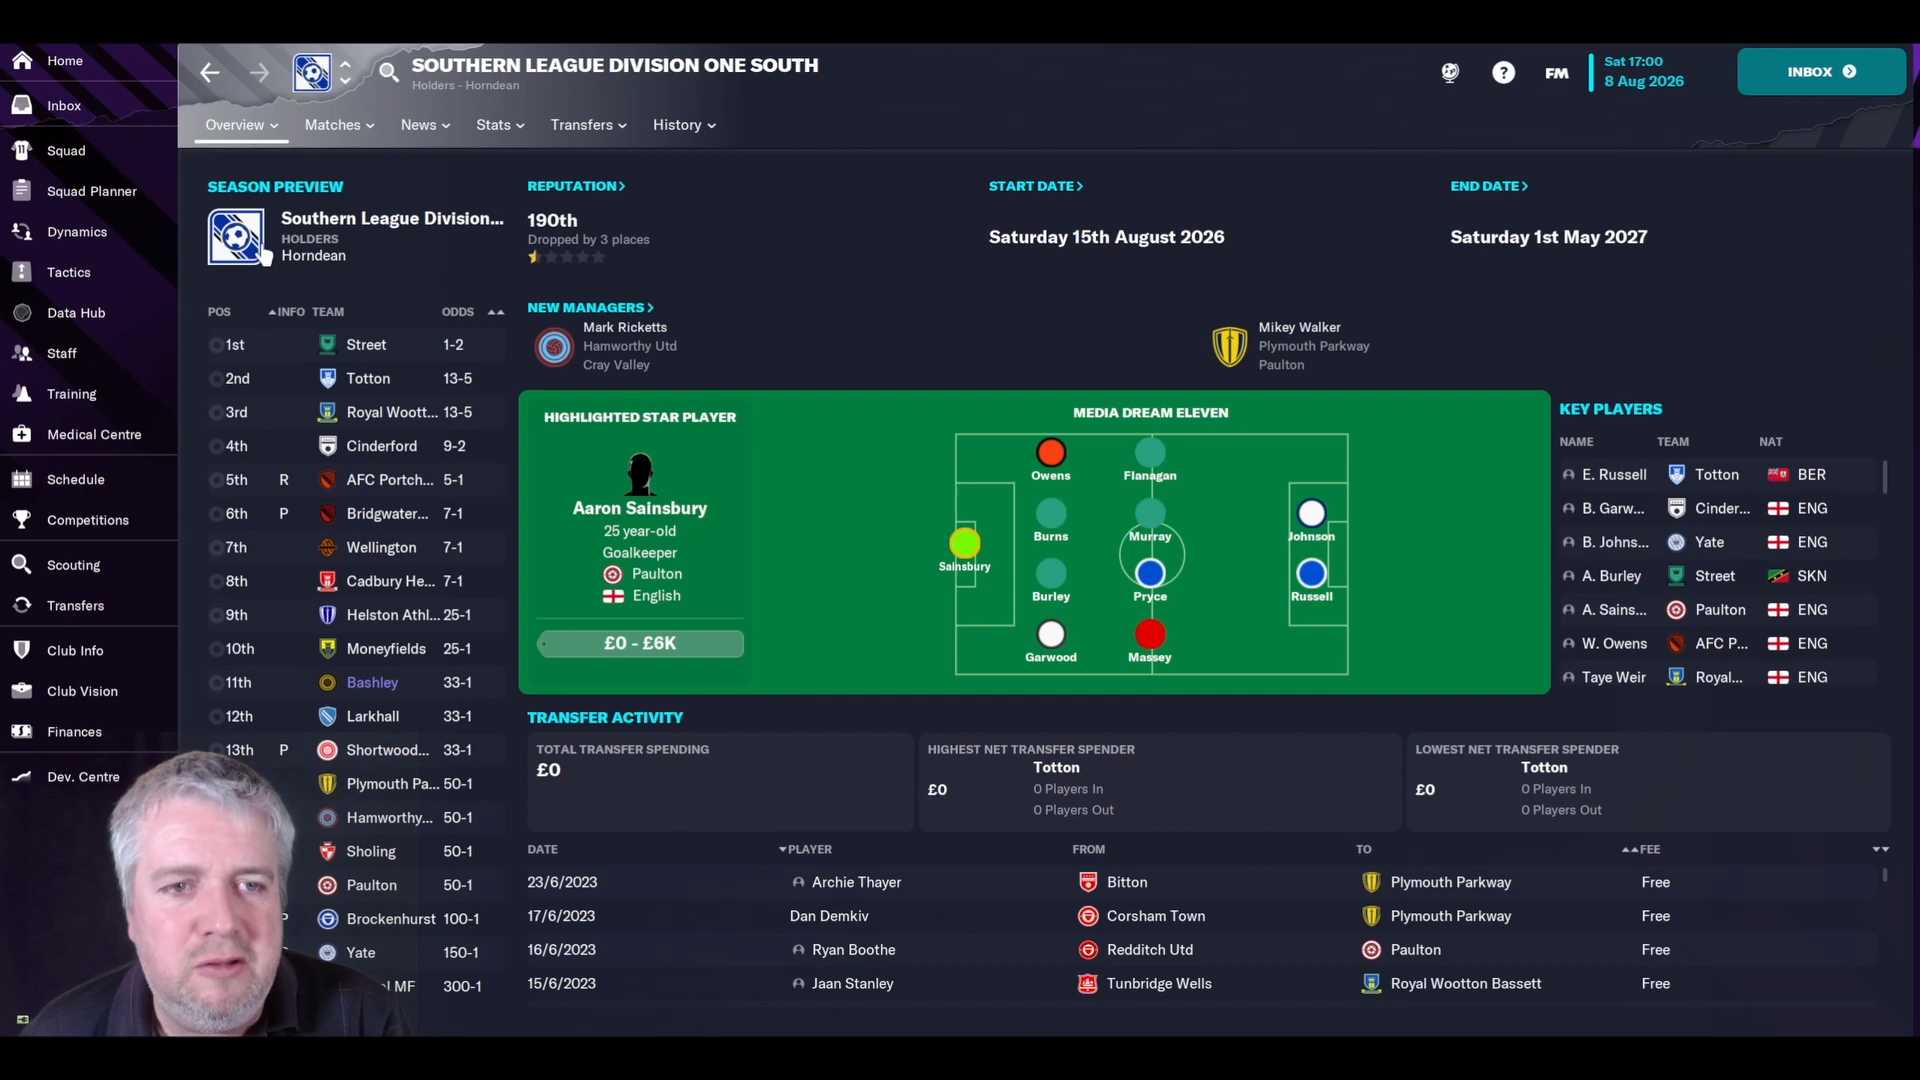 Home
Inbox
Squad
Squad Planner
Dynamics
Tactics
Data Hub
Staff
Training
Medical Centre
Schedule
Competitions
Scouting
Transfers
Club Info
Club Vision
Finances
Dev. Centre
SOUTHERN LEAGUE DIVISION ONE SOUTH
Holders - Horndean
FM
Sat 17:00
8 Aug 2026
INBOX
Overview Matches News Stats Transfers History
SEASON PREVIEW
Southern League Division...
HOLDERS
Horndean
REPUTATION
190th
Dropped by 3 places
START DATE
Saturday 15th August 2026
END DATE
Saturday 1st May 2027
POS INFO TEAM ODDS
1st Street 1-2
2nd Totton 13-5
3rd Royal Woott... 13-5
4th Cinderford 9-2
5th R AFC Portch... 5-1
6th P Bridgwater... 7-1
7th Wellington 7-1
8th Cadbury He... 7-1
9th Helston Athl... 25-1
10th Moneyfields 25-1
11th Bashley 33-1
12th Larkhall 33-1
13th P Shortwood... 33-1
Plymouth Pa... 50-1
Hamworthy... 50-1
Sholing 50-1
Paulton 50-1
P Brockenhurst 100-1
Yate 150-1
MF 300-1
NEW MANAGERS
Mark Ricketts
Hamworthy Utd
Cray Valley
Mikey Walker
Plymouth Parkway
Paulton
HIGHLIGHTED STAR PLAYER
Aaron Sainsbury
25 year-old
Goalkeeper
Paulton
English
£0 - £6K
MEDIA DREAM ELEVEN
Owens Flanagan
Burns Murray Johnson
Sainsbury
Burley Pryce Russell
Garwood Massey
KEY PLAYERS
NAME TEAM NAT
E. Russell Totton BER
B. Garw... Cinder... ENG
B. Johns... Yate ENG
A. Burley Street SKN
A. Sains... Paulton ENG
W. Owens AFC P... ENG
Taye Weir Royal... ENG
TRANSFER ACTIVITY
TOTAL TRANSFER SPENDING
£0
HIGHEST NET TRANSFER SPENDER
Totton
£0
0 Players In
0 Players Out
LOWEST NET TRANSFER SPENDER
Totton
£0
0 Players In
0 Players Out
DATE PLAYER FROM TO FEE
23/6/2023 Archie Thayer Bitton Plymouth Parkway Free
17/6/2023 Dan Demkiv Corsham Town Plymouth Parkway Free
16/6/2023 Ryan Boothe Redditch Utd Paulton Free
15/6/2023 Jaan Stanley Tunbridge Wells Royal Wootton Bassett Free